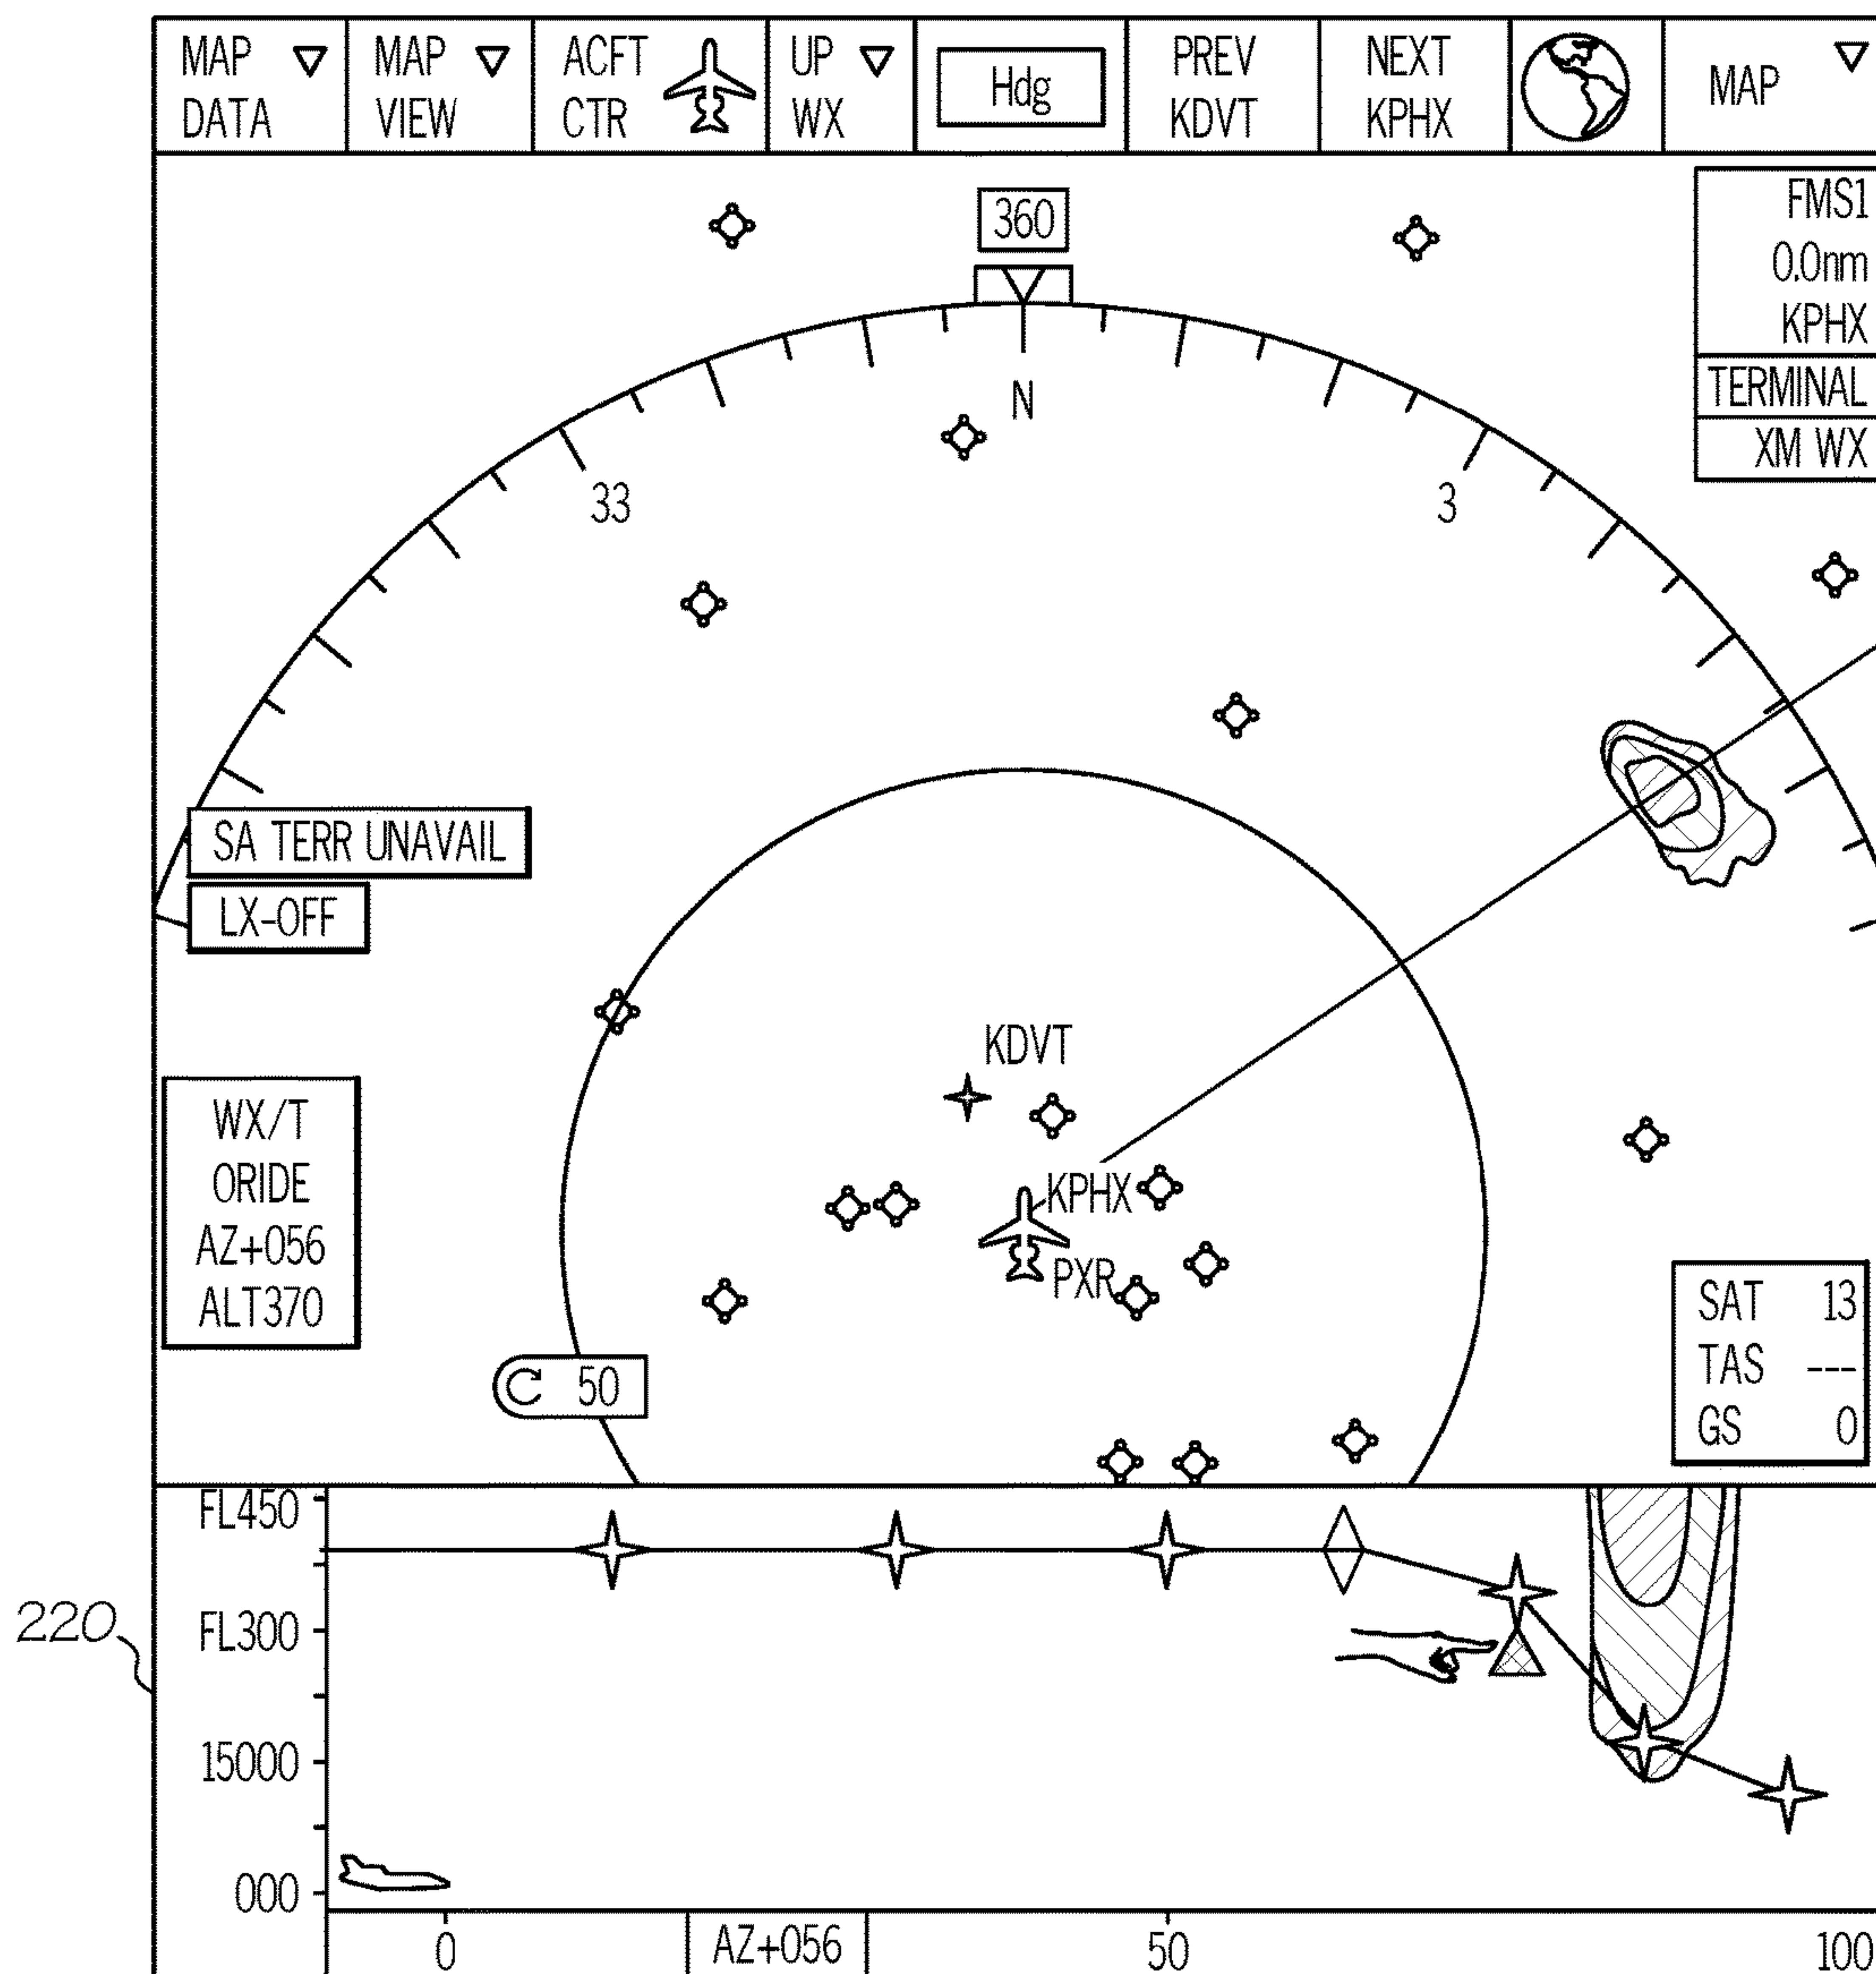 MAP DATA
MAP VIEW
ACFT CTR
UP WX
Hdg
PREV KDVT
NEXT KPHX
MAP
360
FMS1
0.0nm
KPHX
TERMINAL
XM WX
N
33
3
SA TERR UNAVAIL
LX-OFF
KDVT
WX/T
ORIDE
AZ+056
ALT370
KPHX
PXR
SAT 13
TAS ---
GS 0
50
FL450
FL300
220
15000
000
0
AZ+056
50
100